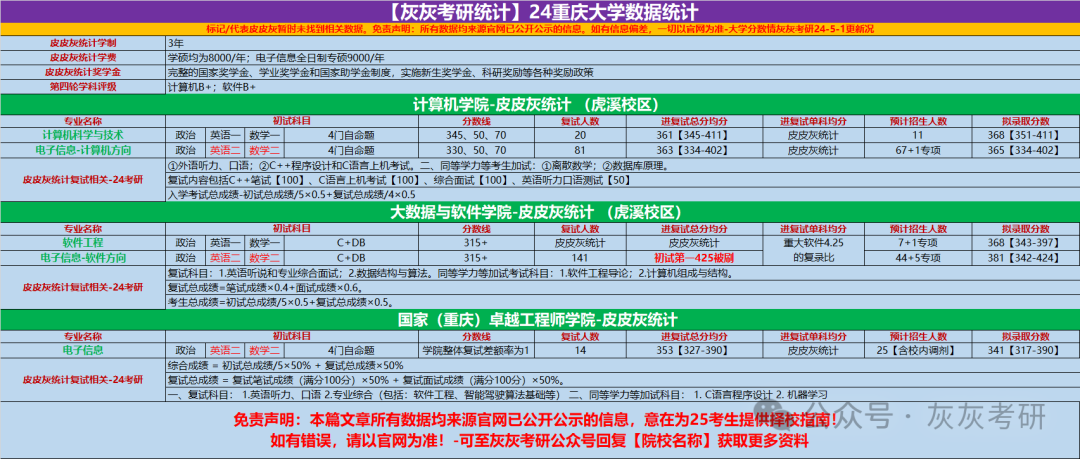 【灰灰考研统计】24重庆大学数据统计
标记/代表皮皮灰暂时未找到相关数据。免责声明：所有数据均来源官网已公开公示的信息。如有信息偏差，一切以官网为准-大学分数情灰灰考研24-5-1更新况
皮皮灰统计学制 3年
皮皮灰统计学费 学硕均为8000/年；电子信息全日制专硕9000/年
皮皮灰统计奖学金 完整的国家奖学金、学业奖学金和国家助学金制度，实施新生奖学金、科研奖励等各种奖励政策
第四轮学科评级 计算机B+；软件B+
计算机学院-皮皮灰统计 （虎溪校区）
专业名称 初试科目 分数线 复试人数 进复试总分均分 进复试单科均分 预计招生人数 拟录取分数
计算机科学与技术 政治 英语一 数学一 4门自命题 345、50、70 20 361【345-411】 皮皮灰统计 11 368【351-411】
电子信息-计算机方向 政治 英语二 数学二 4门自命题 330、50、70 81 363【334-402】 皮皮灰统计 67+1专项 365【334-402】
皮皮灰统计复试相关-24考研
①外语听力、口语；②C++程序设计和C语言上机考试。二、同等学力等考生加试：①离散数学；②数据库原理。
复试内容包括C++笔试【100】、C语言上机考试【100】、综合面试【100】、英语听力口语测试【50】
入学考试总成绩-初试总成绩/5×0.5+复试总成绩/4×0.5
大数据与软件学院-皮皮灰统计 （虎溪校区）
专业名称 初试科目 分数线 复试人数 进复试总分均分 进复试单科均分 预计招生人数 拟录取分数
软件工程 政治 英语一 数学一 C+DB 315+ 皮皮灰统计 皮皮灰统计 重大软件4.25 7+1专项 368【343-397】
电子信息-软件方向 政治 英语二 数学二 C+DB 315+ 141 初试第一425被刷 的复录比 44+5专项 381【342-424】
皮皮灰统计复试相关-24考研
复试科目：1.英语听说和专业综合面试；2.数据结构与算法。同等学力等加试考试科目：1.软件工程导论；2.计算机组成与结构。
复试总成绩=笔试成绩×0.4+面试成绩×0.6。
考生总成绩=初试总成绩/5×0.5+复试总成绩×0.5。
国家（重庆）卓越工程师学院-皮皮灰统计
专业名称 初试科目 分数线 复试人数 进复试总分均分 进复试单科均分 预计招生人数 拟录取分数
电子信息 政治 英语二 数学二 4门自命题 学院整体复试差额率为1 14 353【327-390】 皮皮灰统计 25【含校内调剂】 341【317-390】
皮皮灰统计复试相关-24考研
综合成绩 = 初试总成绩/5×50% + 复试总成绩×50%
复试总成绩 = 复试笔试成绩（满分100分）×50% + 复试面试成绩（满分100分）×50%。
一、复试科目： 1.英语听力、口语 2.专业综合（包括：软件工程、智能驾驶算法基础等） 二、同等学力等加试科目： 1. C语言程序设计 2. 机器学习
免责声明：本篇文章所有数据均来源官网已公开公示的信息，意在为25考生提供择校指南！
如有错误，请以官网为准！-可至灰灰考研公众号回复【院校名称】获取更多资料
公众号 · 灰灰考研